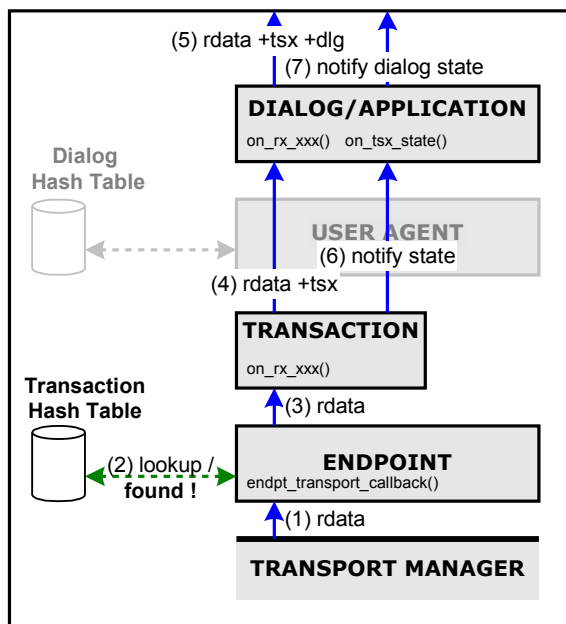 (5) rdata +tsx +dlg
(7) notify dialog state
DIALOG/APPLICATION
on_rx_xxx() on_tsx_state()
Dialog
Hash Table
USER AGENT
(6) notify state
(4) rdata +tsx
TRANSACTION
on_rx_xxx()
Transaction
Hash Table
(3) rdata
(2) lookup /
found !
ENDPOINT
endpt_transport_callback()
(1) rdata
TRANSPORT MANAGER